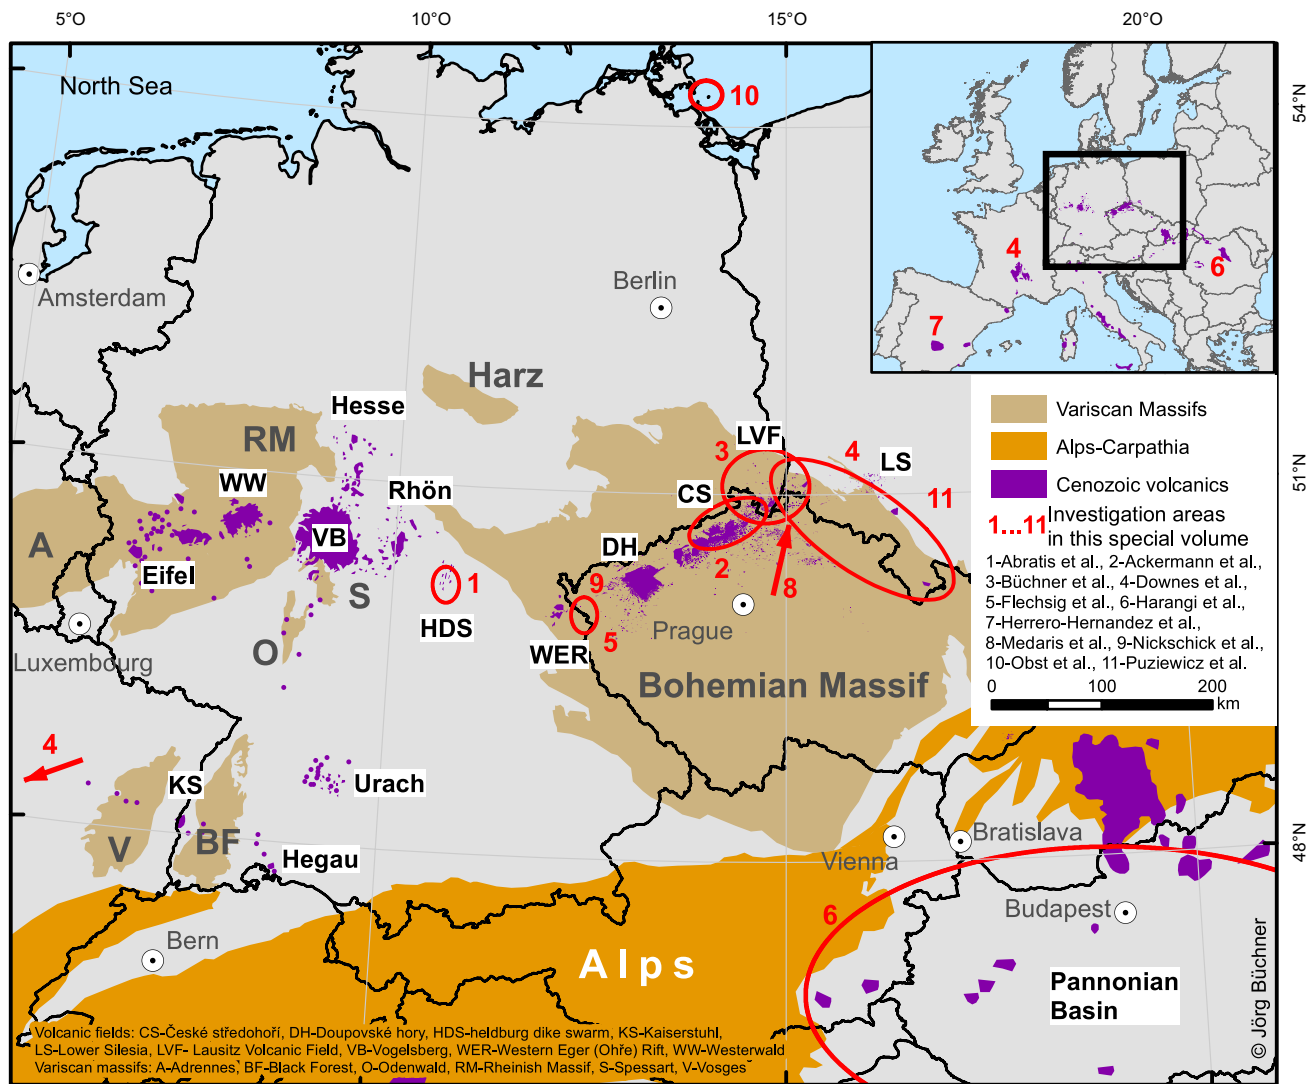 5°O 10°O 15°O 20°O
North Sea
10
54°N
4
6
7
Amsterdam
Berlin
Harz
Hesse
RM
LVF
3
4
LS
WW
Rhön
CS
11
51°N
A
VB
DH
2
Eifel
S
1
9
8
HDS
Prague
5
O
WER
Luxembourg
Bohemian Massif
Variscan Massifs
Alps-Carpathia
Cenozoic volcanics
1...11 Investigation areas
in this special volume
1-Abratis et al., 2-Ackermann et al.,
3-Büchner et al., 4-Downes et al.,
5-Flechsig et al., 6-Harangi et al.,
7-Herrero-Hernandez et al.,
8-Medaris et al., 9-Nickschick et al.,
10-Obst et al., 11-Puziewicz et al.
0 100 200
km
4
KS
Urach
V
BF
Hegau
Vienna
Bratislava
48°N
6
Budapest
Bern
Alps
Pannonian
Basin
© Jörg Büchner
Volcanic fields: CS-České středohoří, DH-Doupovské hory, HDS-heldburg dike swarm, KS-Kaiserstuhl,
LS-Lower Silesia, LVF- Lausitz Volcanic Field, VB-Vogelsberg, WER-Western Eger (Ohře) Rift, WW-Westerwald
Variscan massifs: A-Adrennes, BF-Black Forest, O-Odenwald, RM-Rheinish Massif, S-Spessart, V-Vosges